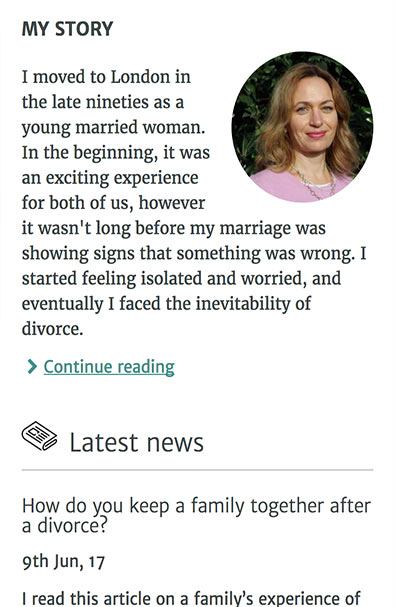 MY STORY
I moved to London in
the late nineties as a
young married woman.
In the beginning, it was
an exciting experience
for both of us, however
it wasn't long before my marriage was
showing signs that something was wrong. I
started feeling isolated and worried, and
eventually I faced the inevitability of
divorce.
Continue reading
Latest news
How do you keep a family together after
a divorce?
9th Jun, 17
I read this article on a family’s experience of